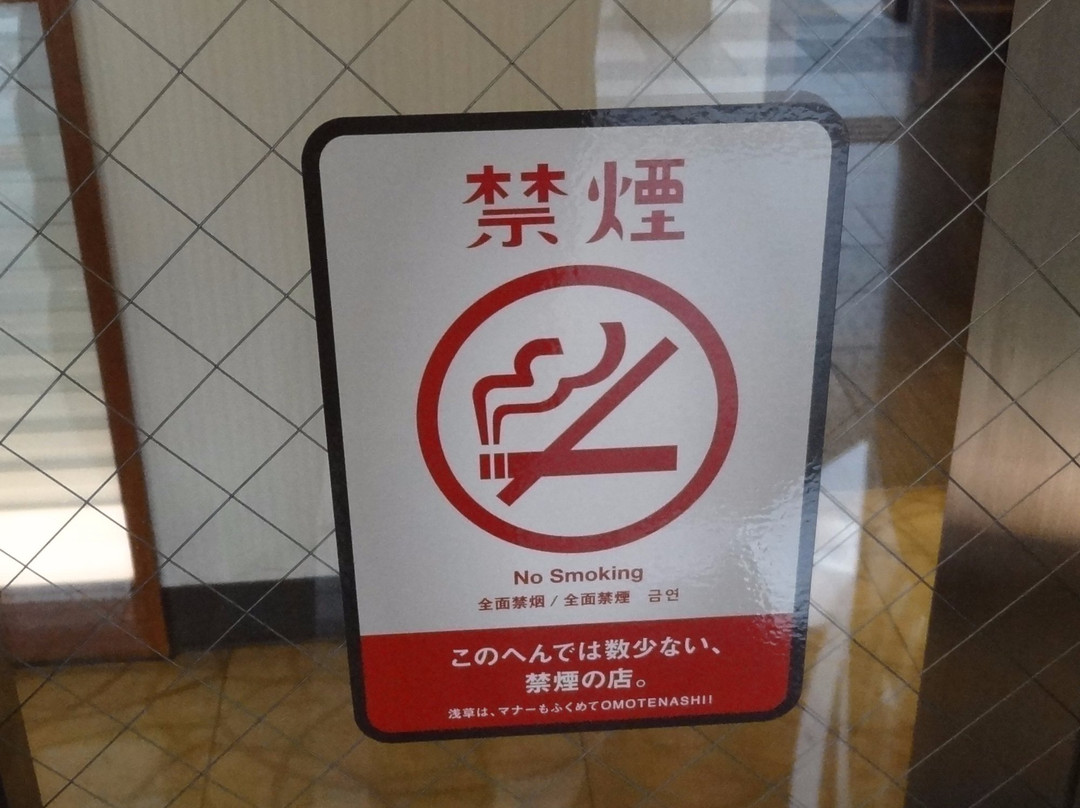 禁煙
No Smoking
全面禁烟 / 全面禁煙　금연
このへんでは数少ない、
禁煙の店。
浅草は、マナーもふくめてOMOTENASHI!